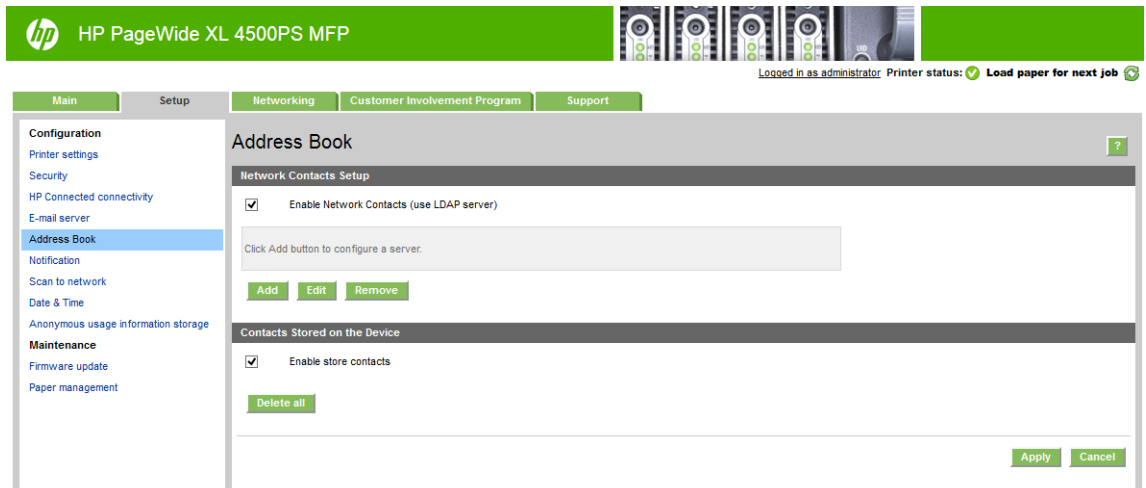 hp HP PageWide XL 4500PS MFP
UID
Logged in as administrator Printer status: Load paper for next job
Main Setup Networking Customer Involvement Program Support
Configuration
Printer settings
Security
HP Connected connectivity
E-mail server
Address Book
Notification
Scan to network
Date & Time
Anonymous usage information storage
Maintenance
Firmware update
Paper management
Address Book ?
Network Contacts Setup
Enable Network Contacts (use LDAP server)
Click Add button to configure a server.
Add Edit Remove
Contacts Stored on the Device
Enable store contacts
Delete all
Apply Cancel